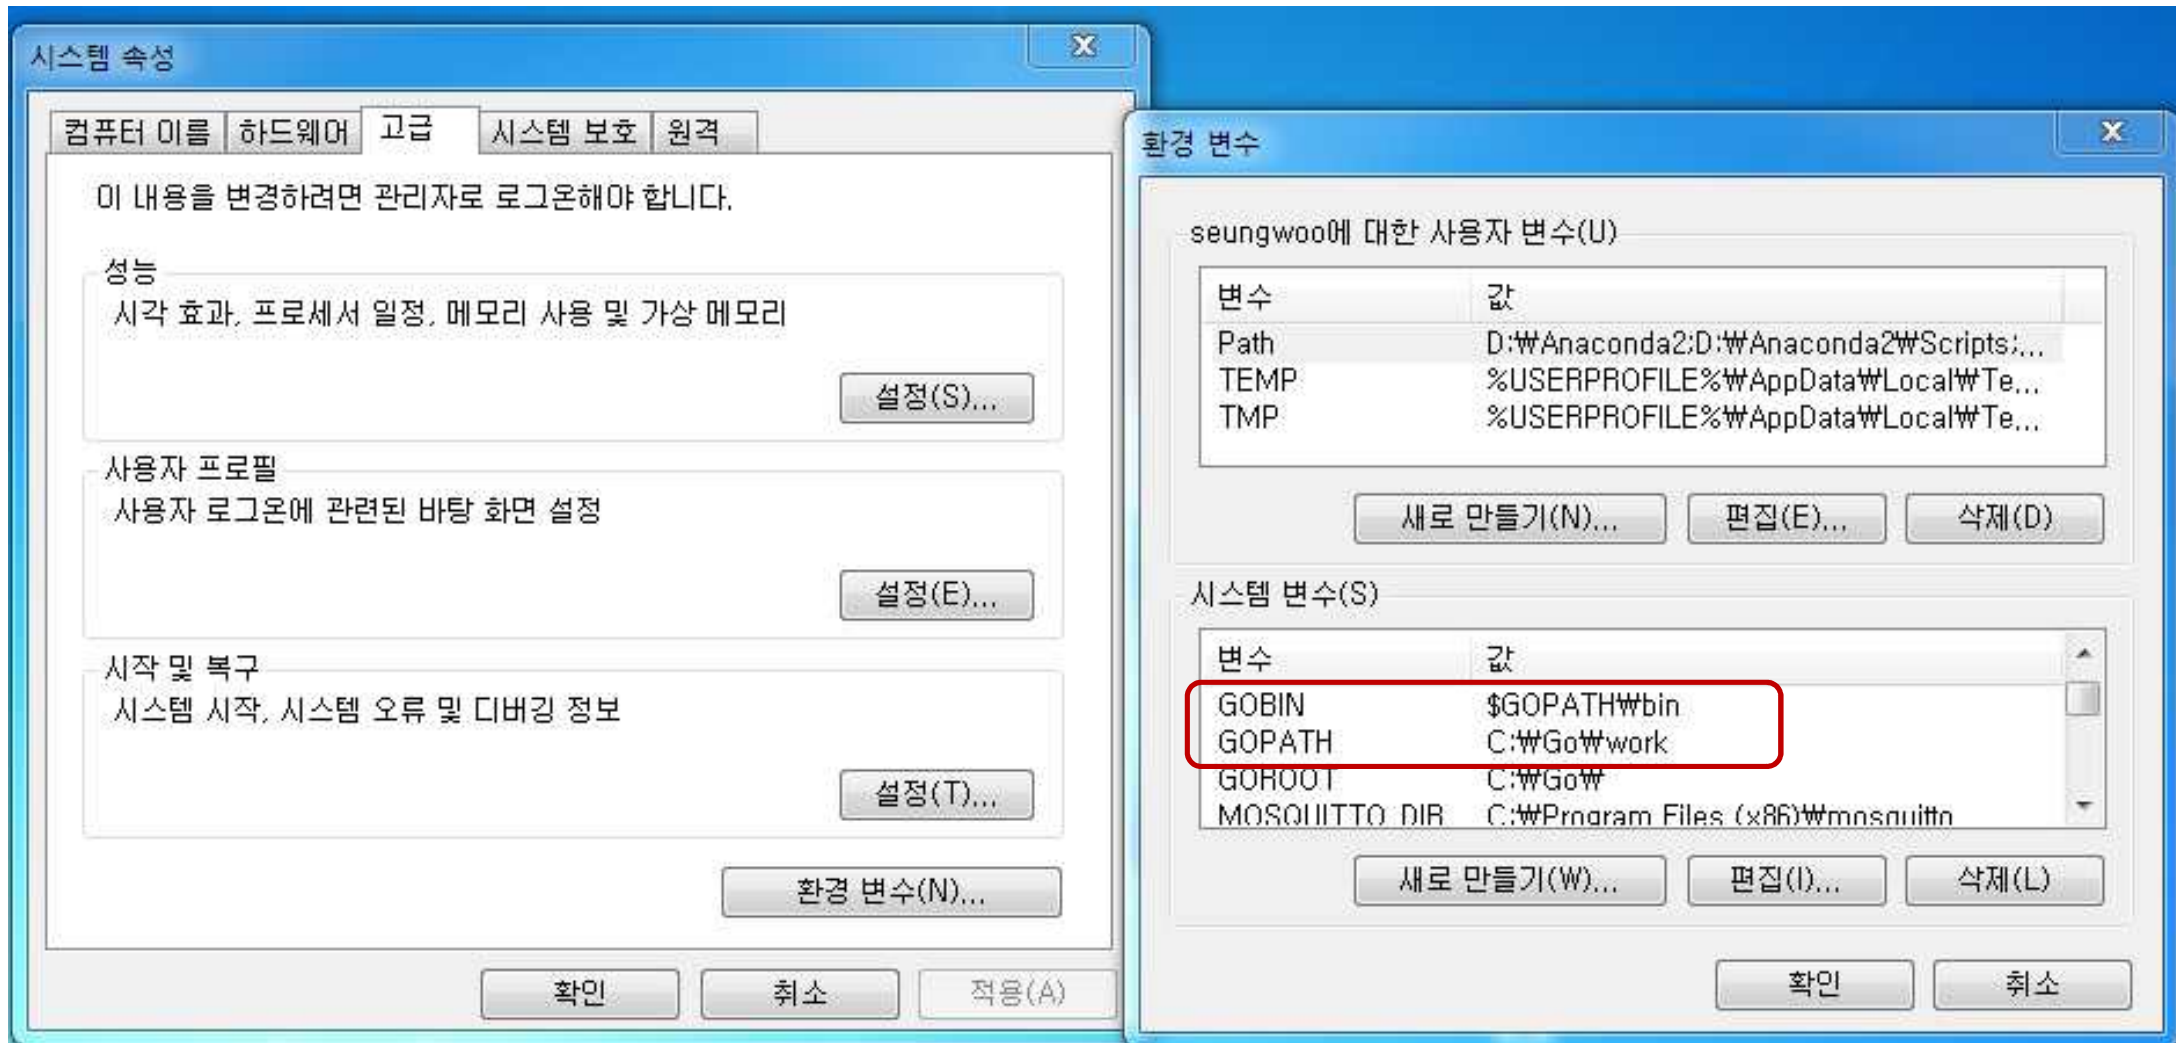 시스템 속성
컴퓨터 이름 하드웨어 고급 시스템 보호 원격
이 내용을 변경하려면 관리자로 로그온해야 합니다.
성능
시각 효과, 프로세서 일정, 메모리 사용 및 가상 메모리
설정(S)...
사용자 프로필
사용자 로그온에 관련된 바탕 화면 설정
설정(E)...
시작 및 복구
시스템 시작, 시스템 오류 및 디버깅 정보
설정(T)...
환경 변수(N)...
확인 취소 적용(A)
환경 변수
seungwoo에 대한 사용자 변수(U)
변수 값
Path D:₩Anaconda2;D:₩Anaconda2₩Scripts;...
TEMP %USERPROFILE%₩AppData₩Local₩Te...
TMP %USERPROFILE%₩AppData₩Local₩Te...
새로 만들기(N)... 편집(E)... 삭제(D)
시스템 변수(S)
변수 값
GOBIN $GOPATH₩bin
GOPATH C:₩Go₩work
GOROOT C:₩Go₩
MOSQUITTO_DIR C:₩Program Files (x86)₩mosquitto
새로 만들기(W)... 편집(I)... 삭제(L)
확인 취소